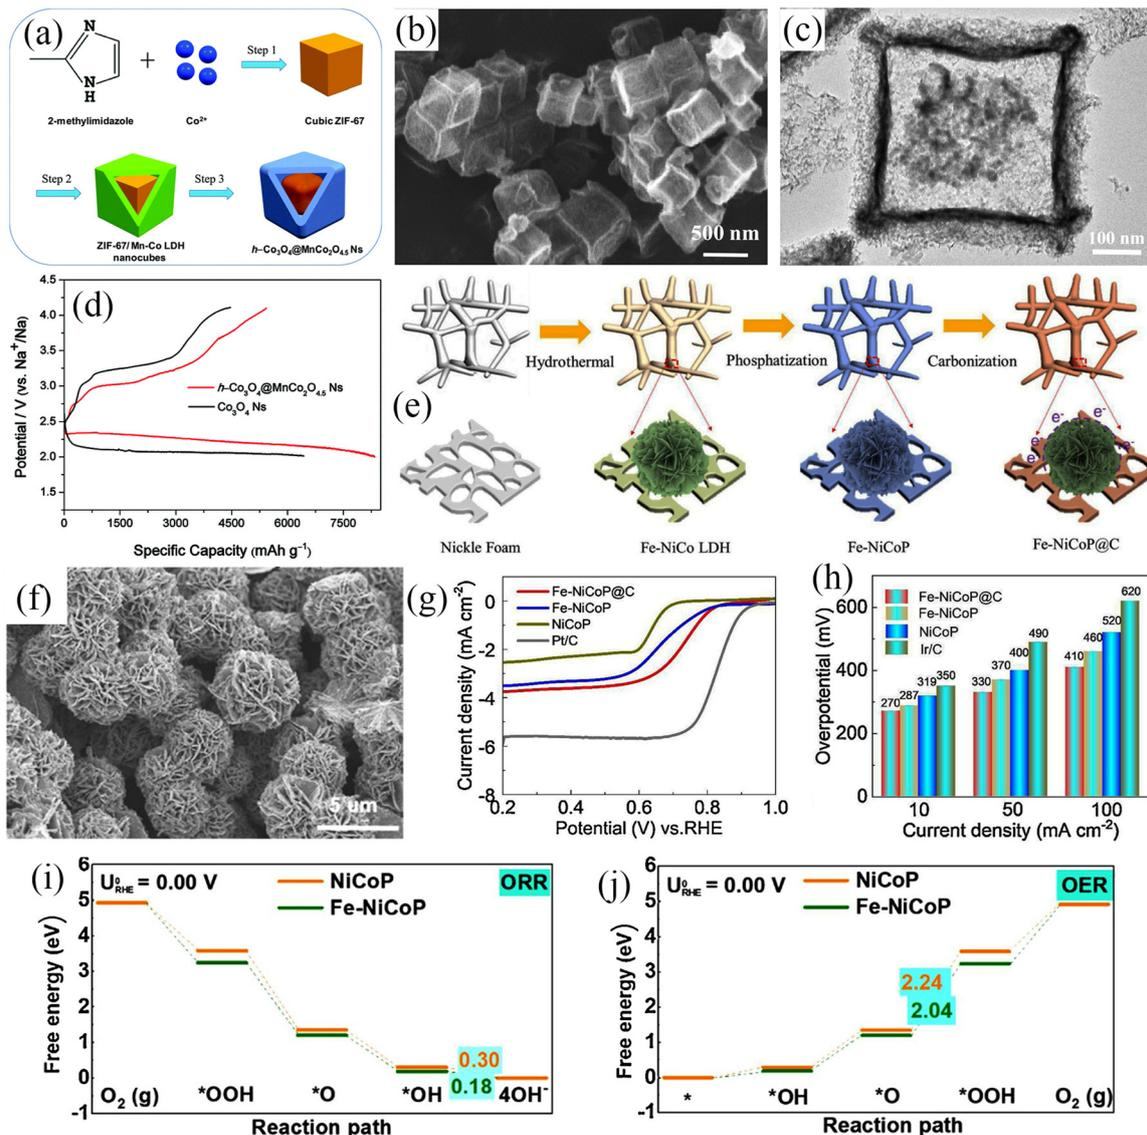 (a)
N
N
H
+
Step 1
2-methylimidazole
Co²⁺
Cubic ZIF-67
Step 2
Step 3
ZIF-67/ Mn-Co LDH
nanocubes
h–Co₃O₄@MnCo₂O₄.₅ Ns
(b)
500 nm
(c)
100 nm
(d)
Potential / V (vs. Na⁺/Na)
4.5
4.0
3.5
3.0
2.5
2.0
1.5
h–Co₃O₄@MnCo₂O₄.₅ Ns
Co₃O₄ Ns
0 1500 3000 4500 6000 7500
Specific Capacity (mAh g⁻¹)
(e)
Hydrothermal
Phosphatization
Carbonization
e⁻ e⁻ e⁻ e⁻
Nickle Foam
Fe-NiCo LDH
Fe-NiCoP
Fe-NiCoP@C
(f)
5 um
(g)
Current density (mA cm⁻²)
0
-2
-4
-6
-8
Fe-NiCoP@C
Fe-NiCoP
NiCoP
Pt/C
0.2 0.4 0.6 0.8 1.0
Potential (V) vs.RHE
(h)
Overpotential (mV)
600
400
200
0
Fe-NiCoP@C
Fe-NiCoP
NiCoP
Ir/C
270 287 319 350
330 370 400 490
410 460 520 620
10 50 100
Current density (mA cm⁻²)
(i)
Free energy (eV)
6
5
4
3
2
1
0
-1
U⁰RHE = 0.00 V
NiCoP
Fe-NiCoP
ORR
0.30
0.18
O₂ (g) *OOH *O *OH 4OH⁻
Reaction path
(j)
Free energy (eV)
6
5
4
3
2
1
0
-1
U⁰RHE = 0.00 V
NiCoP
Fe-NiCoP
OER
2.24
2.04
* *OH *O *OOH O₂ (g)
Reaction path